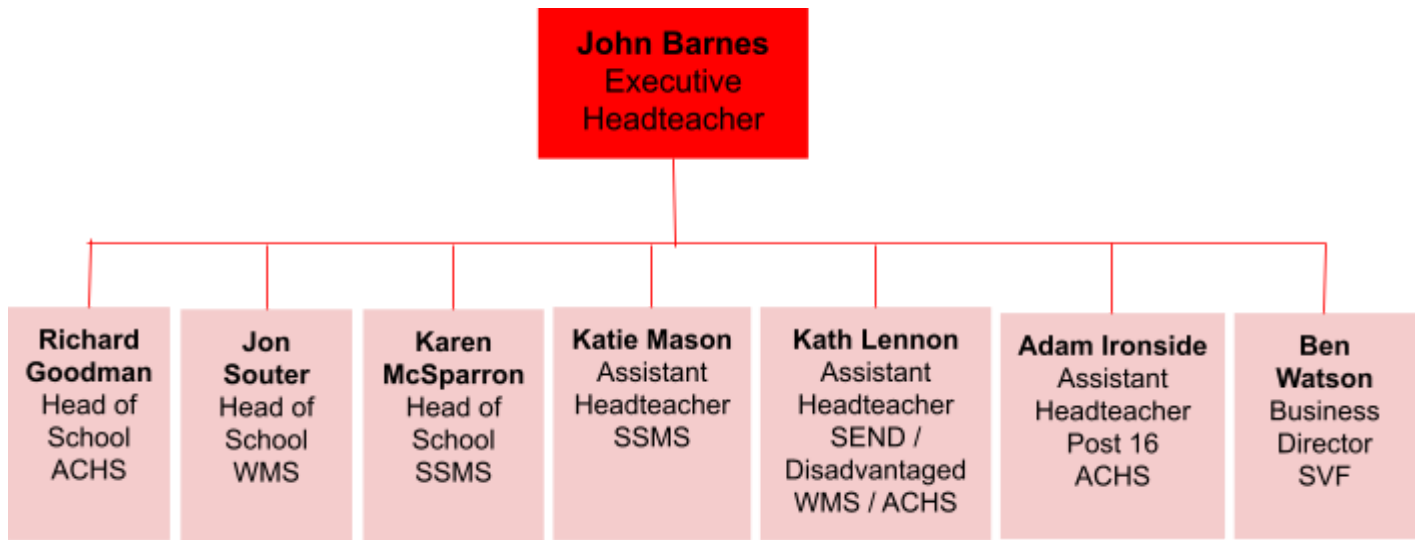 John Barnes
Executive
Headteacher
Richard
Goodman
Head of
School
ACHS
Jon
Souter
Head of
School
WMS
Karen
McSparron
Head of
School
SSMS
Katie Mason
Assistant
Headteacher
SSMS
Kath Lennon
Assistant
Headteacher
SEND /
Disadvantaged
WMS / ACHS
Adam Ironside
Assistant
Headteacher
Post 16
ACHS
Ben
Watson
Business
Director
SVF